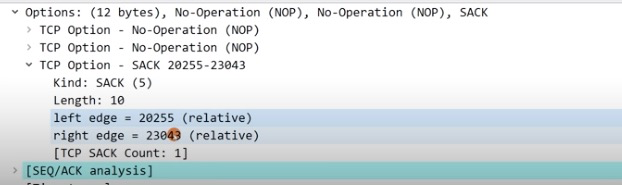 Options: (12 bytes), No-Operation (NOP), No-Operation (NOP), SACK
TCP Option - No-Operation (NOP)
TCP Option - No-Operation (NOP)
TCP Option - SACK 20255-23043
Kind: SACK (5)
Length: 10
left edge = 20255 (relative)
right edge = 23043 (relative)
[TCP SACK Count: 1]
[SEQ/ACK analysis]